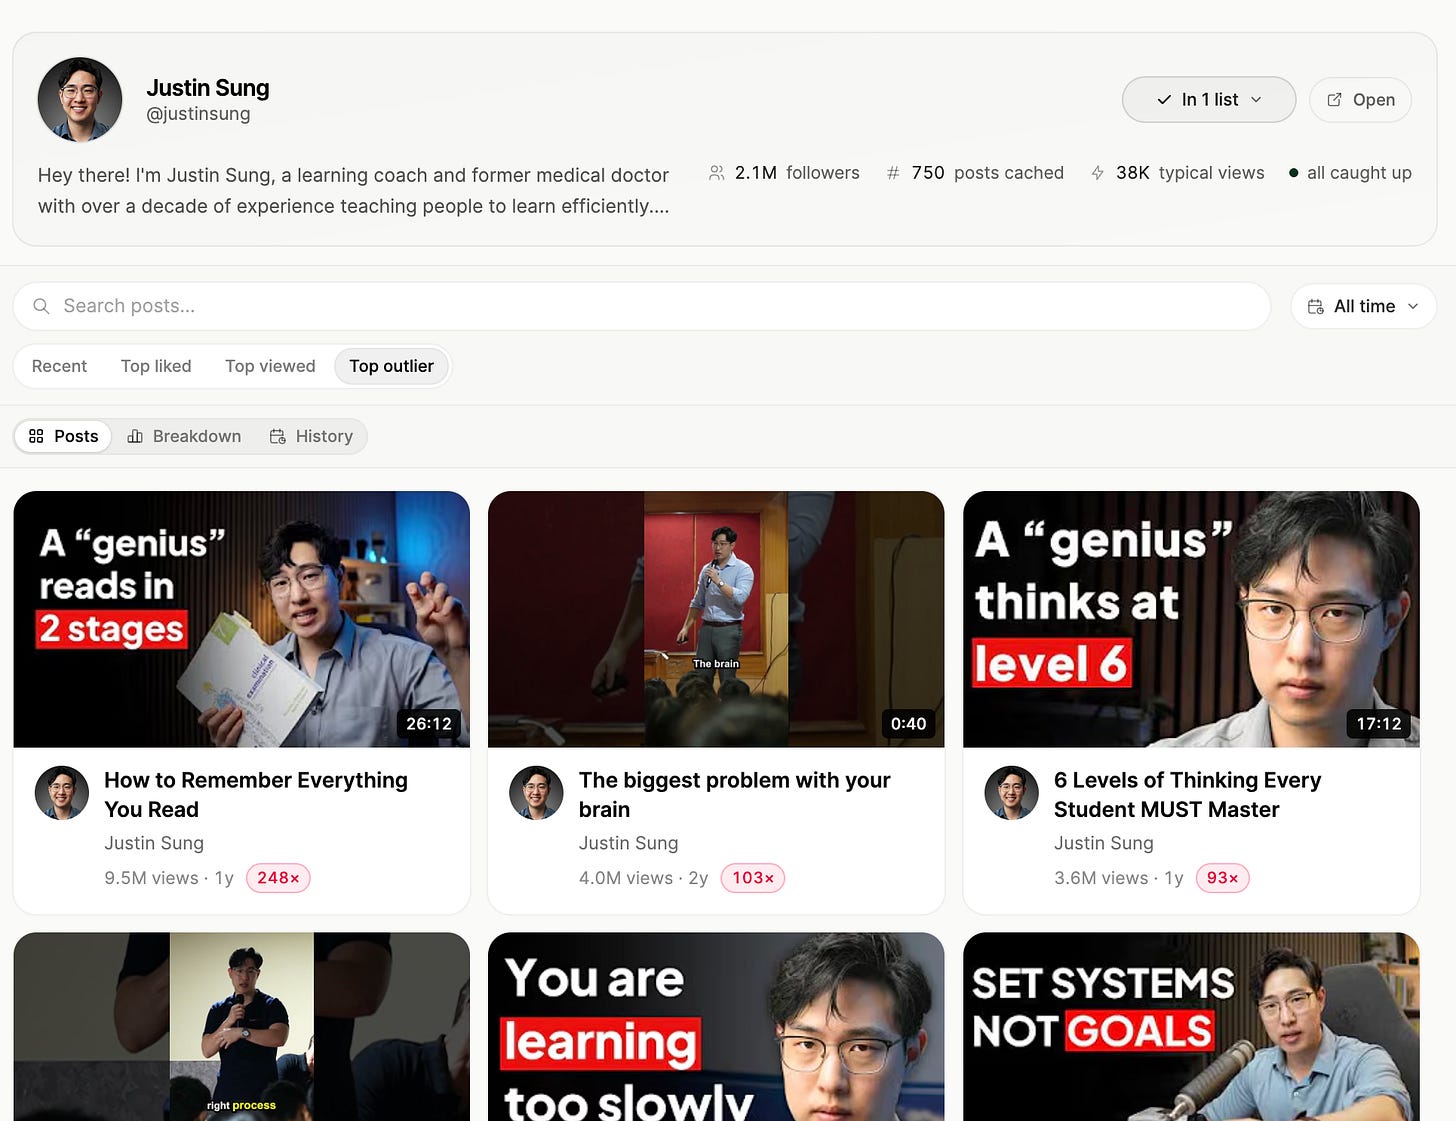 Justin Sung
@justinsung
In 1 list
Open
Hey there! I'm Justin Sung, a learning coach and former medical doctor
with over a decade of experience teaching people to learn efficiently....
2.1M followers
# 750 posts cached
38K typical views
all caught up
Search posts...
All time
Recent
Top liked
Top viewed
Top outlier
Posts
Breakdown
History
A “genius”
reads in
2 stages
clinical
examination
26:12
The brain
0:40
A “genius”
thinks at
level 6
17:12
How to Remember Everything
You Read
Justin Sung
9.5M views · 1y 248×
The biggest problem with your
brain
Justin Sung
4.0M views · 2y 103×
6 Levels of Thinking Every
Student MUST Master
Justin Sung
3.6M views · 1y 93×
right process
You are
learning
too slowly
SET SYSTEMS
NOT GOALS